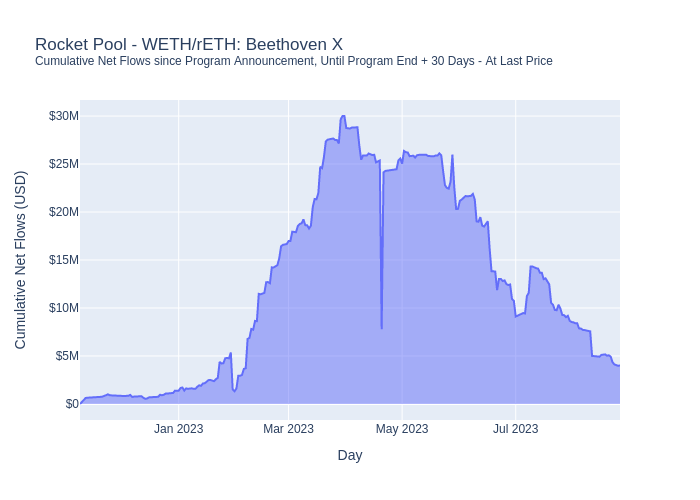 Rocket Pool - WETH/rETH: Beethoven X
Cumulative Net Flows since Program Announcement, Until Program End + 30 Days - At Last Price
Cumulative Net Flows (USD)
$30M
$25M
$20M
$15M
$10M
$5M
$0
Jan 2023
Mar 2023
May 2023
Jul 2023
Day